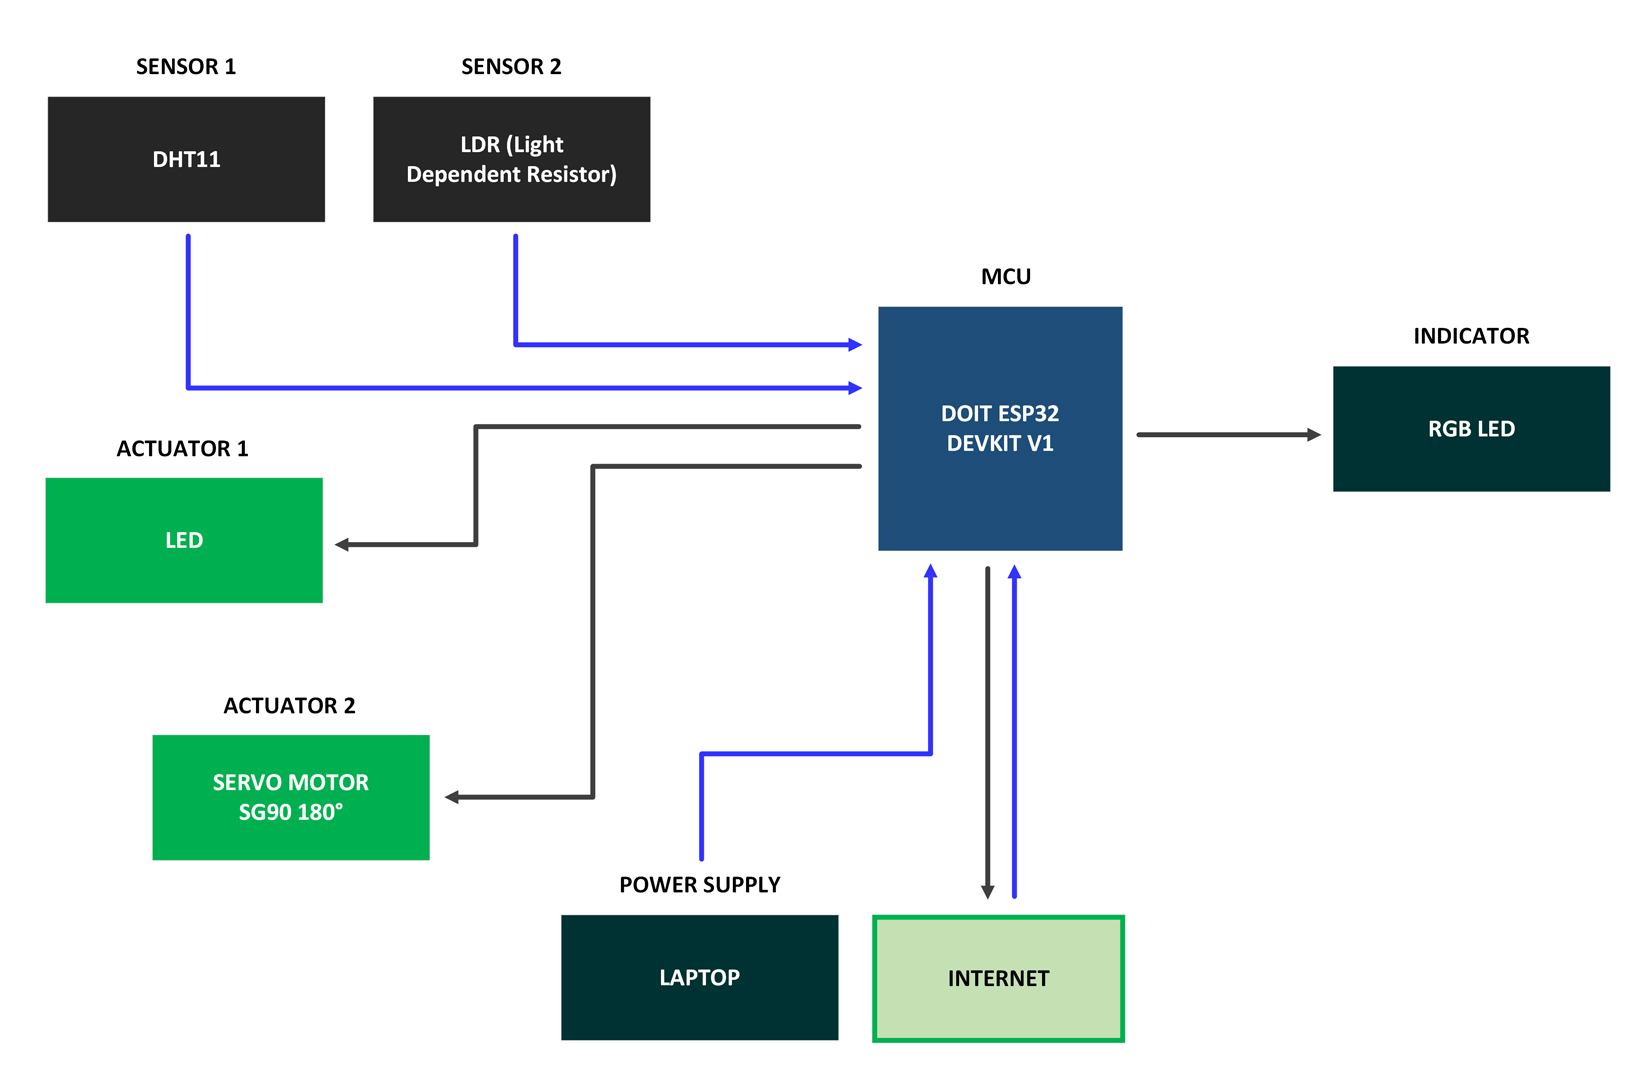 SENSOR 1
DHT11
SENSOR 2
LDR (Light
Dependent Resistor)
MCU
DOIT ESP32
DEVKIT V1
INDICATOR
RGB LED
ACTUATOR 1
LED
ACTUATOR 2
SERVO MOTOR
SG90 180°
POWER SUPPLY
LAPTOP
INTERNET